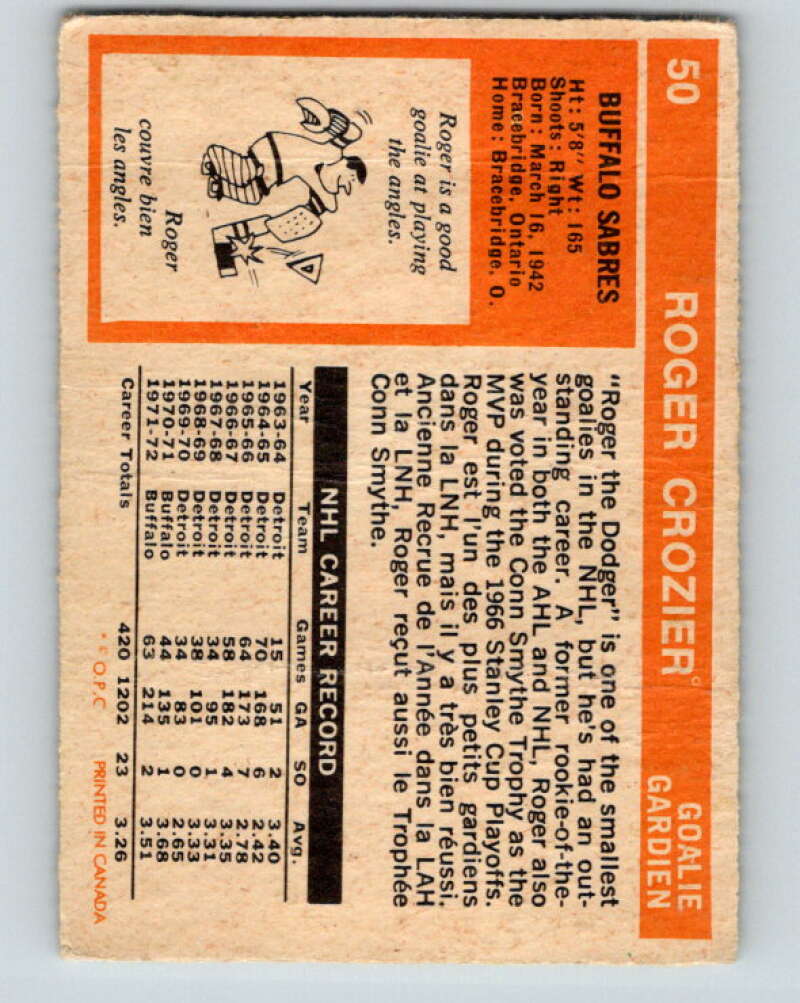 50 ROGER CROZIER° GOALIE
GARDIEN
BUFFALO SABRES
Ht: 5'8" Wt: 165
Shoots: Right
Born: March 16, 1942
Bracebridge, Ontario
Home: Bracebridge, O.
Roger is a good
goalie at playing
the angles.
Roger
couvre bien
les angles.
"Roger the Dodger" is one of the smallest
goalies in the NHL, but he's had an out-
standing career. A former rookie-of-the-
year in both the AHL and NHL, Roger also
was voted the Conn Smythe Trophy as the
MVP during the 1966 Stanley Cup Playoffs.
Roger est l'un des plus petits gardiens
dans la LNH, mais il y a très bien réussi.
Ancienne Recrue de l'Année dans la LAH
et la LNH, Roger reçut aussi le Trophée
Conn Smythe.
NHL CAREER RECORD
Year Team Games GA SO Avg.
1963-64 Detroit 15 51 2 3.40
1964-65 Detroit 70 168 6 2.42
1965-66 Detroit 64 173 7 2.78
1966-67 Detroit 58 182 4 3.35
1967-68 Detroit 34 95 1 3.31
1968-69 Detroit 38 101 0 3.33
1969-70 Detroit 34 83 0 2.65
1970-71 Buffalo 44 135 1 3.68
1971-72 Buffalo 63 214 2 3.51
Career Totals 420 1202 23 3.26
* © O.P.C PRINTED IN CANADA